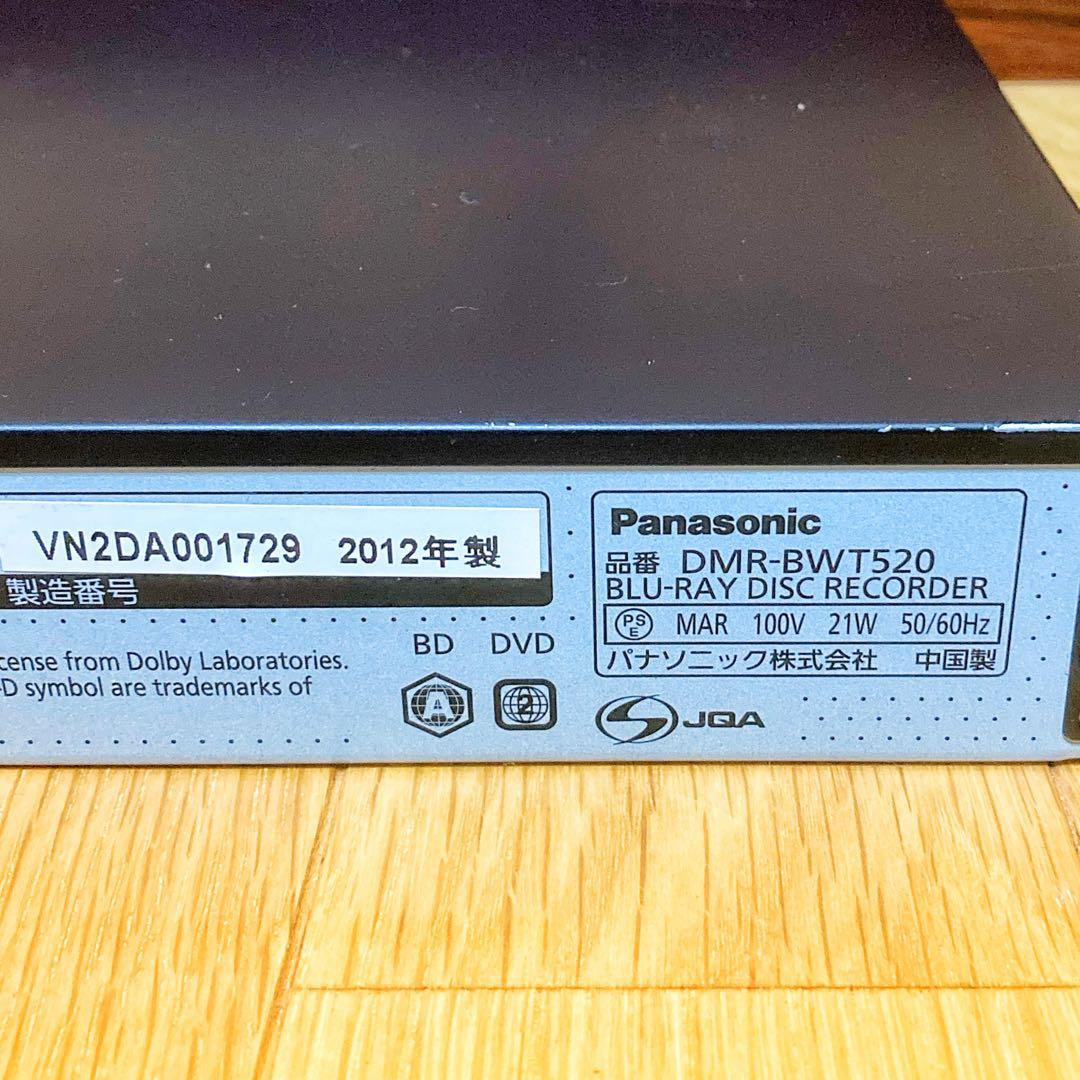 VN2DA001729 2012年製
製造番号
cense from Dolby Laboratories.
-D symbol are trademarks of
BD DVD
A 2
Panasonic
品番 DMR-BWT520
BLU-RAY DISC RECORDER
PSE MAR 100V 21W 50/60Hz
パナソニック株式会社 中国製
JQA